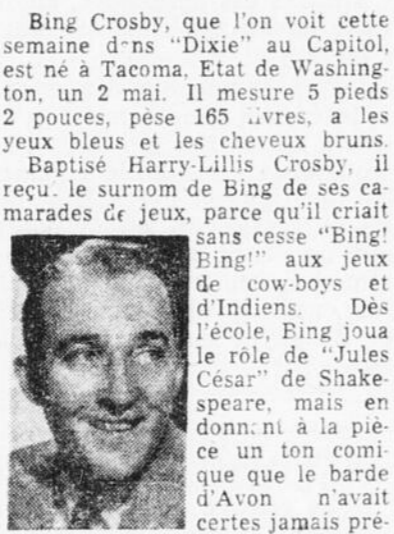 Bing Crosby, que l'on voit cette
semaine dans "Dixie" au Capitol,
est né à Tacoma, Etat de Washing-
ton, un 2 mai. Il mesure 5 pieds
2 pouces, pèse 165 livres, a les
yeux bleus et les cheveux bruns.
Baptisé Harry-Lillis Crosby, il
reçut le surnom de Bing de ses ca-
marades de jeux, parce qu'il criait
sans cesse "Bing!
Bing!" aux jeux
de cow-boys et
d'Indiens. Dès
l'école, Bing joua
le rôle de "Jules
César" de Shake-
speare, mais en
donnant à la piè-
ce un ton comi-
que que le barde
d'Avon n'avait
certes jamais pré-